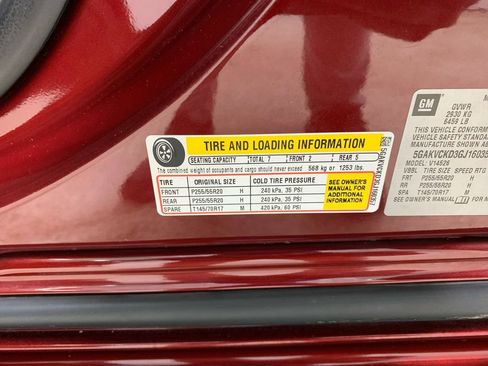 TIRE AND LOADING INFORMATION
SEATING CAPACITY TOTAL 7 FRONT 2 REAR 5
The combined weight of occupants and cargo should never exceed 568 kg or 1253 lbs.
TIRE ORIGINAL SIZE COLD TIRE PRESSURE
FRONT P255/55R20 H 240 kPa, 35 PSI
REAR P255/55R20 H 240 kPa, 35 PSI
SPARE T145/70R17 M 420 kPa, 60 PSI
SEE OWNER'S
MANUAL FOR
ADDITIONAL
INFORMATION
GM
GVWR
2930 KG
6459 LB
THIS VEHICLE CONFORM
VEHICLE SAFETY STANDAR
MANUFACTURE SHOWN AB
5GAKVCKD3GJ16035
MODEL: V14526
VBBL TIRE SIZE SPEED RTG
FRT P255/55R20 H
RR P255/55R20 H
SPA T145/70R17 M
SEE OWNER'S MANUAL